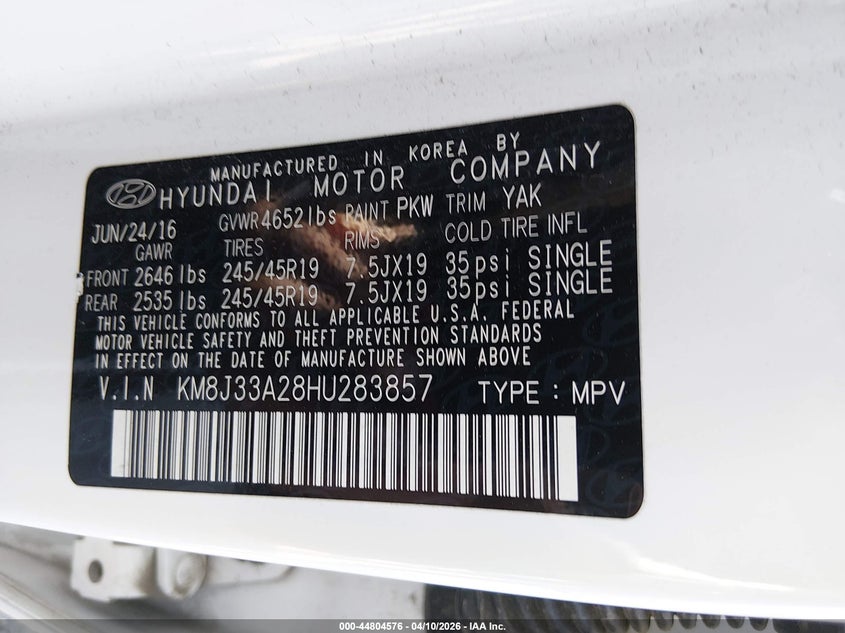 MANUFACTURED IN KOREA BY
HYUNDAI MOTOR COMPANY
JUN/24/16 GVWR 4652lbs PAINT PKW TRIM YAK
GAWR TIRES RIMS COLD TIRE INFL
FRONT 2646 lbs 245/45R19 7.5JX19 35psi SINGLE
REAR 2535 lbs 245/45R19 7.5JX19 35psi SINGLE
THIS VEHICLE CONFORMS TO ALL APPLICABLE U.S.A. FEDERAL
MOTOR VEHICLE SAFETY AND THEFT PREVENTION STANDARDS
IN EFFECT ON THE DATE OF MANUFACTURE SHOWN ABOVE
V.I.N KM8J33A28HU283857 TYPE : MPV
000-44804576 - 04/10/2026 - IAA Inc.